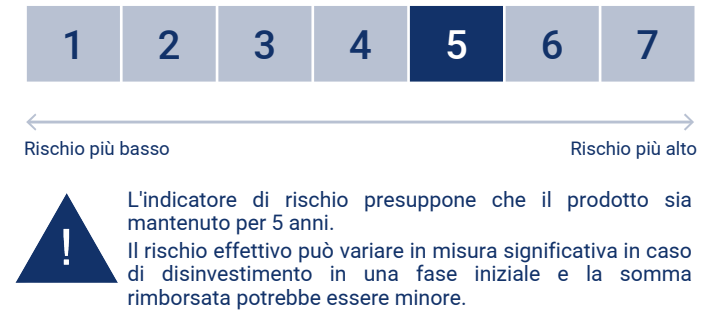 1 2 3 4 5 6 7
Rischio più basso Rischio più alto
L'indicatore di rischio presuppone che il prodotto sia
mantenuto per 5 anni.
Il rischio effettivo può variare in misura significativa in caso
di disinvestimento in una fase iniziale e la somma
rimborsata potrebbe essere minore.
!